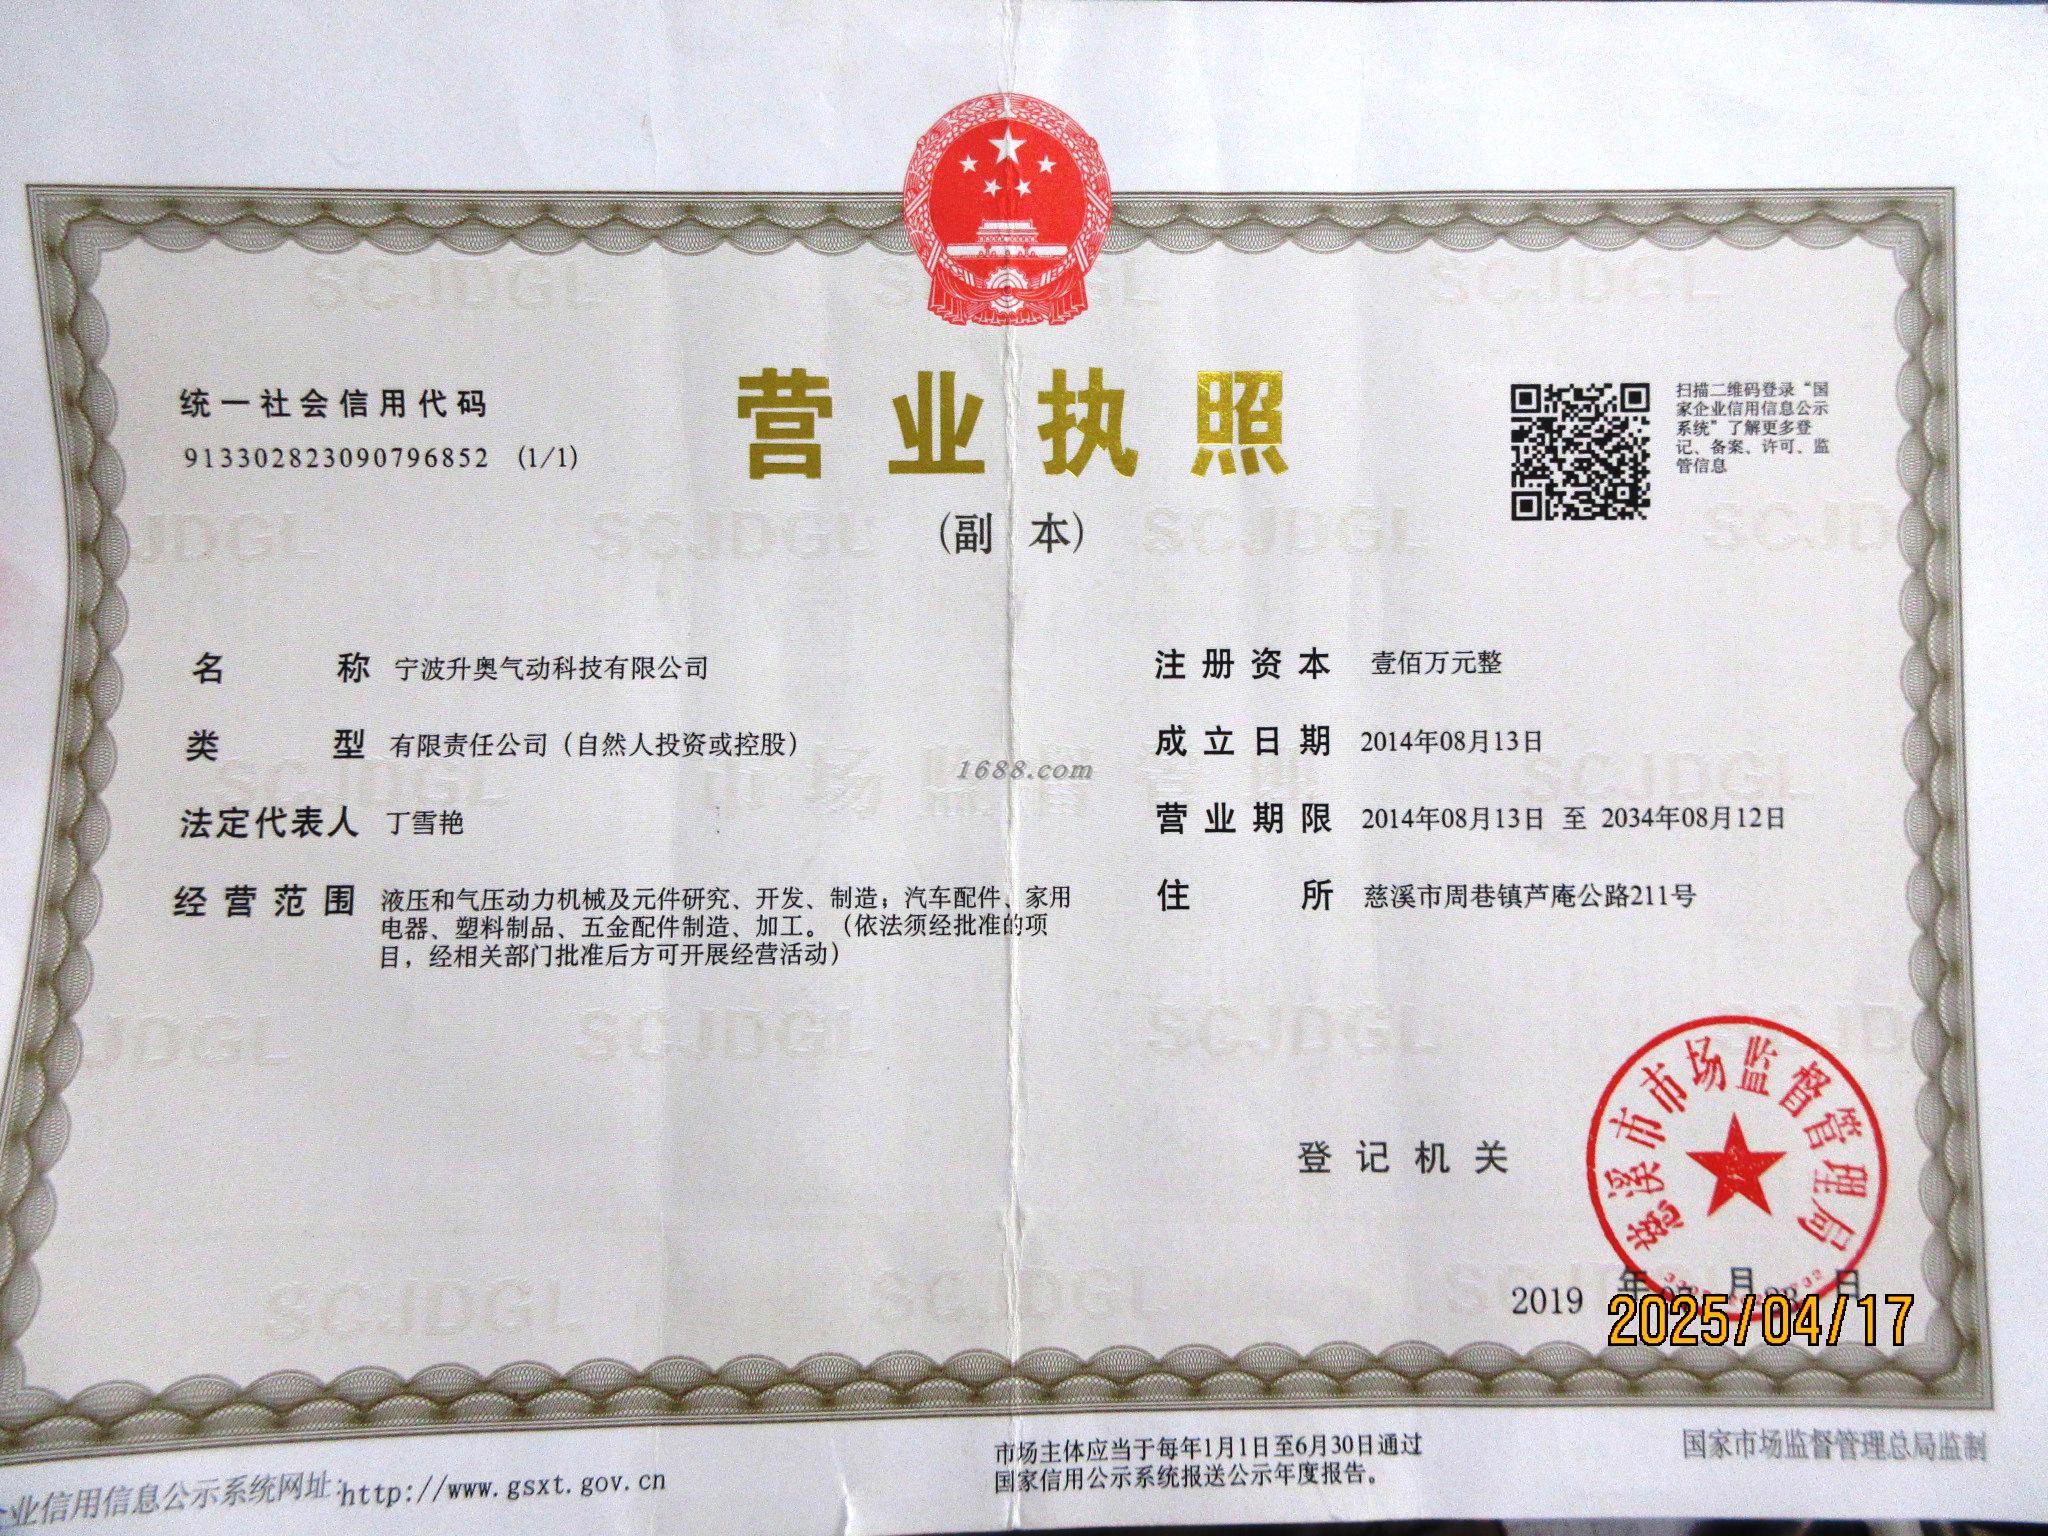 统一社会信用代码
913302823090796852 (1/1)
营业执照
(副 本)
扫描二维码登录“国
家企业信用信息公示
系统”了解更多登
记、备案、许可、监
管信息
名 称 宁波升奥气动科技有限公司
类 型 有限责任公司（自然人投资或控股）
法定代表人 丁雪艳
经营范围 液压和气压动力机械及元件研究、开发、制造；汽车配件、家用
电器、塑料制品、五金配件制造、加工。（依法须经批准的项
目，经相关部门批准后方可开展经营活动）
注册资本 壹佰万元整
成立日期 2014年08月13日
营业期限 2014年08月13日 至 2034年08月12日
住 所 慈溪市周巷镇芦庵公路211号
1688.com
登记机关
慈溪市市场监督管理局
2019 年 月 日
2025/04/17
企业信用信息公示系统网址：http://www.gsxt.gov.cn
市场主体应当于每年1月1日至6月30日通过
国家信用公示系统报送公示年度报告。
国家市场监督管理总局监制